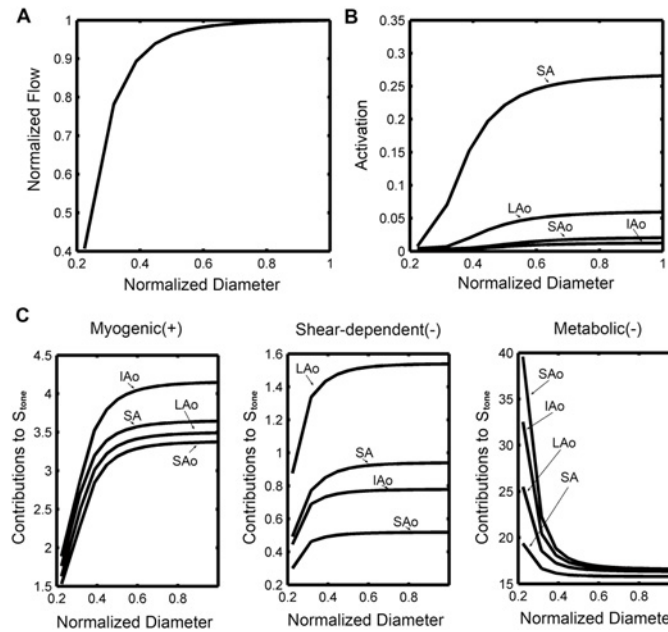 A
Normalized Flow
1
0.9
0.8
0.7
0.6
0.5
0.4
0.2 0.4 0.6 0.8 1
Normalized Diameter
B
Activation
0.35
0.3
0.25
0.2
0.15
0.1
0.05
0
0.2 0.4 0.6 0.8 1
Normalized Diameter
SA
LAo
SAo
IAo
C
Myogenic(+)
Contributions to Stone
4.5
4
3.5
3
2.5
2
1.5
0.2 0.4 0.6 0.8
Normalized Diameter
IAo
SA
LAo
SAo
Shear-dependent(-)
Contributions to Stone
1.6
1.4
1.2
1
0.8
0.6
0.4
0.2
0.2 0.4 0.6 0.8
Normalized Diameter
LAo
SA
IAo
SAo
Metabolic(-)
Contributions to Stone
40
35
30
25
20
15
0.2 0.4 0.6 0.8
Normalized Diameter
SAo
IAo
LAo
SA